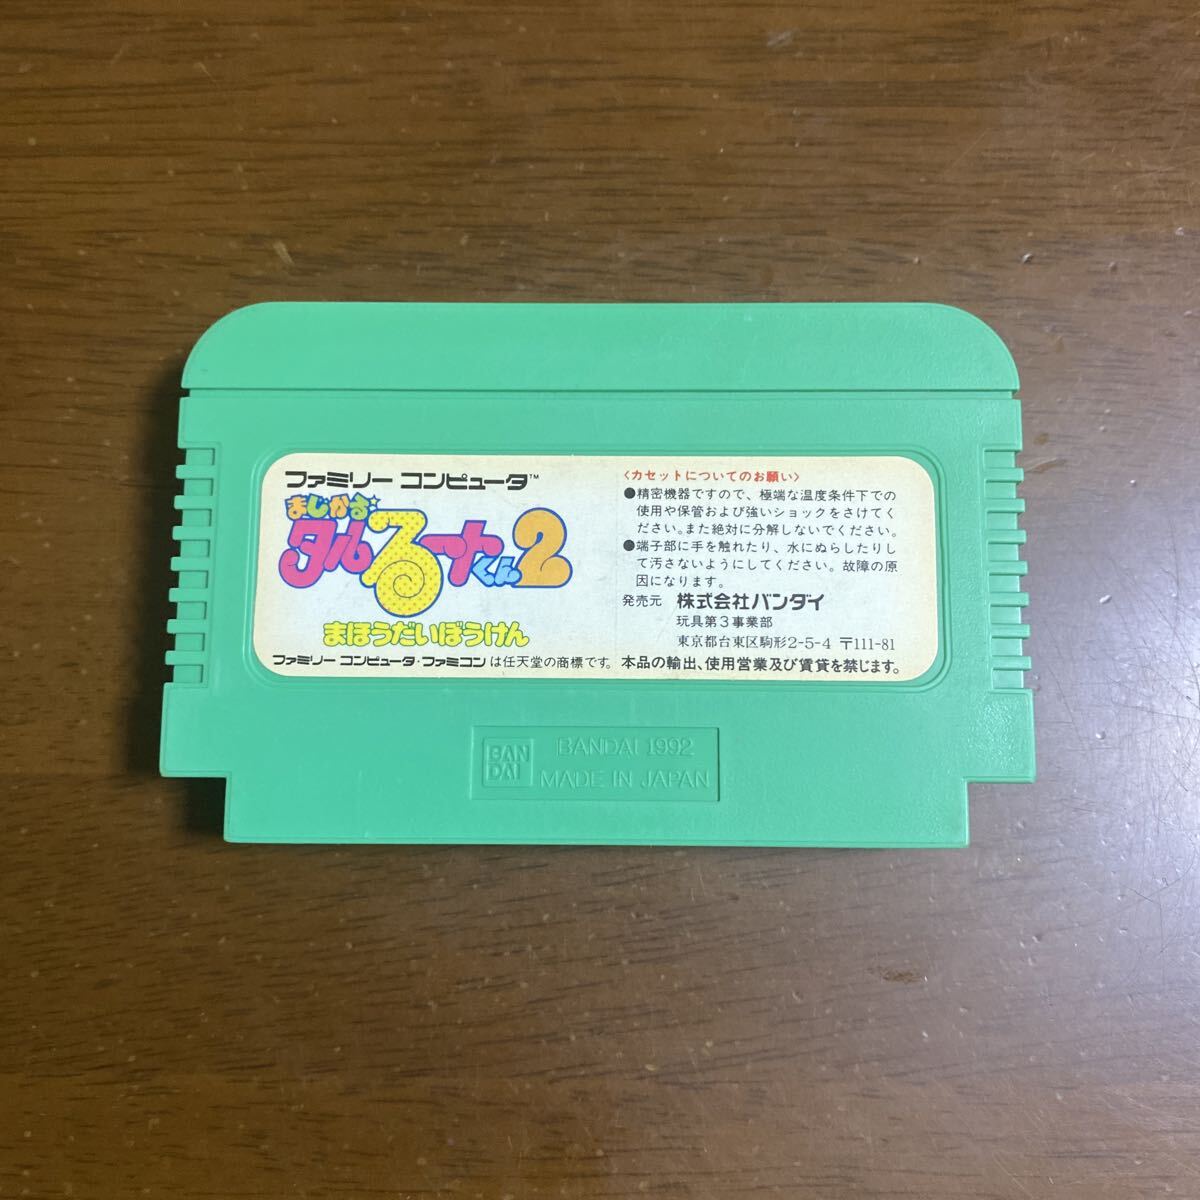 ファミリー コンピュータ™
まじかる☆
タルるートくん2
まほうだいぼうけん
ファミリー コンピュータ・ファミコン は任天堂の商標です。
〈カセットについてのお願い〉
●精密機器ですので、極端な温度条件下での
使用や保管および強いショックをさけてく
ださい。また絶対に分解しないでください。
●端子部に手を触れたり、水にぬらしたりし
て汚さないようにしてください。故障の原
因になります。
発売元 株式会社バンダイ
玩具第3事業部
東京都台東区駒形2-5-4 〒111-81
本品の輸出、使用営業及び賃貸を禁じます。
BAN
DAI
BANDAI 1992
MADE IN JAPAN